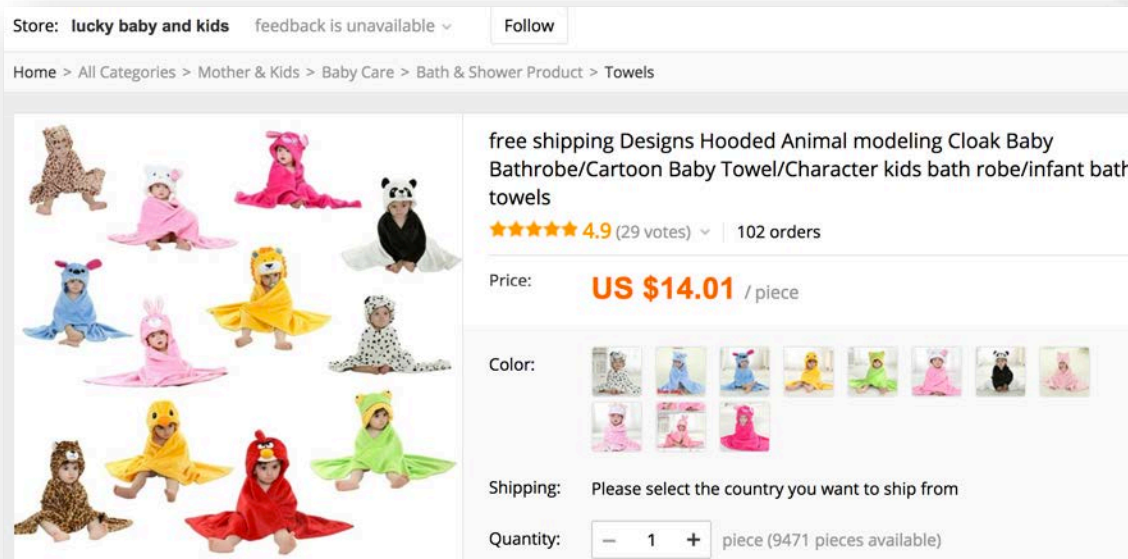 Store: lucky baby and kids feedback is unavailable Follow
Home > All Categories > Mother & Kids > Baby Care > Bath & Shower Product > Towels
free shipping Designs Hooded Animal modeling Cloak Baby
Bathrobe/Cartoon Baby Towel/Character kids bath robe/infant bath
towels
4.9 (29 votes) 102 orders
Price: US $14.01 / piece
Color:
Shipping: Please select the country you want to ship from
Quantity: − 1 + piece (9471 pieces available)